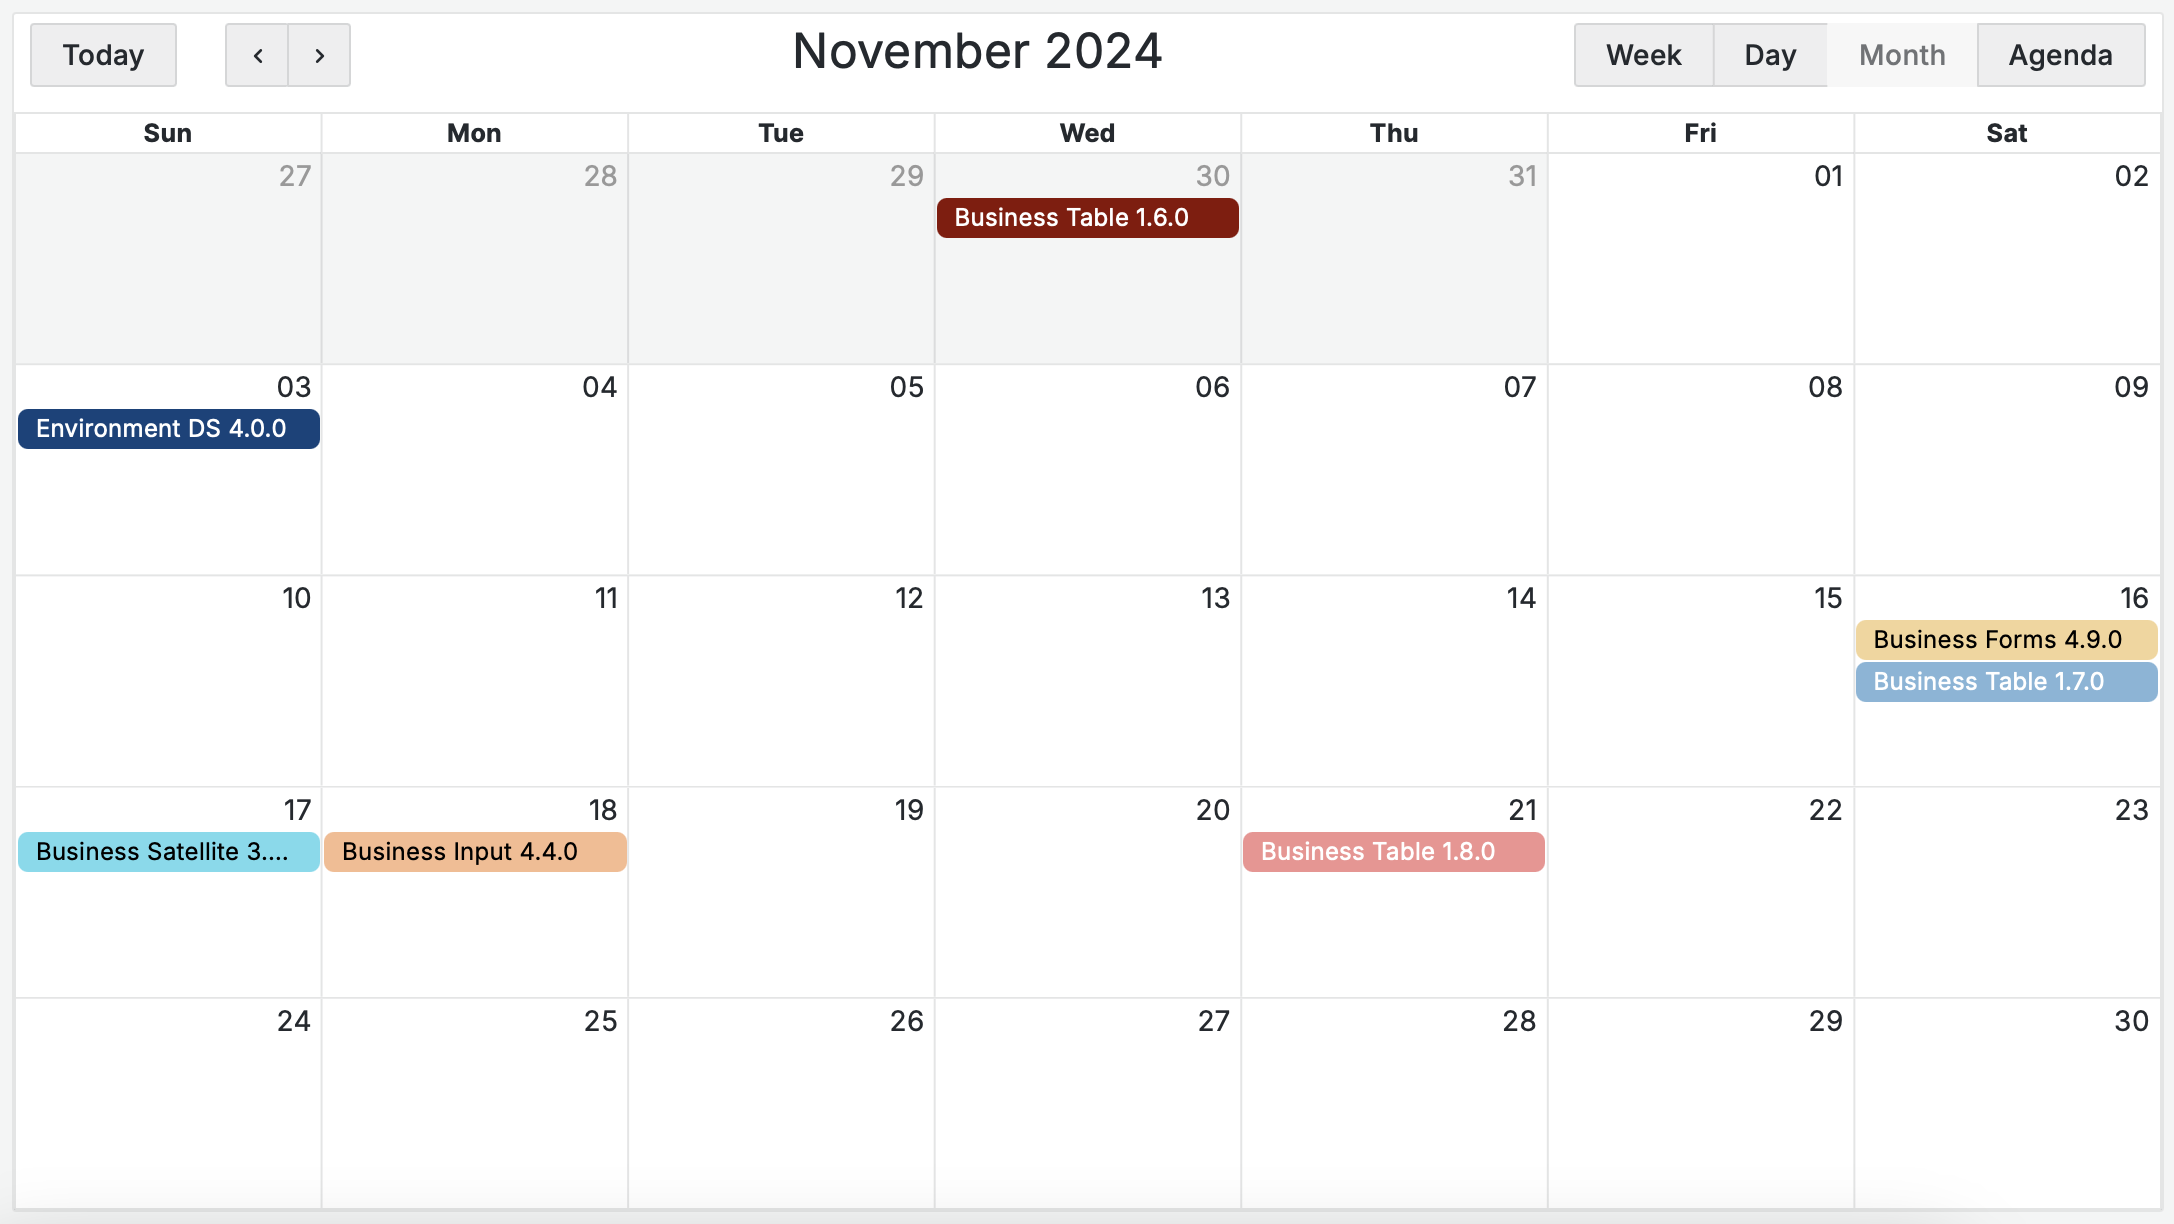 Today ‹ › November 2024 Week Day Month Agenda
Sun Mon Tue Wed Thu Fri Sat
27 28 29 30 31 01 02
Business Table 1.6.0
03 04 05 06 07 08 09
Environment DS 4.0.0
10 11 12 13 14 15 16
Business Forms 4.9.0
Business Table 1.7.0
17 18 19 20 21 22 23
Business Satellite 3.... Business Input 4.4.0 Business Table 1.8.0
24 25 26 27 28 29 30